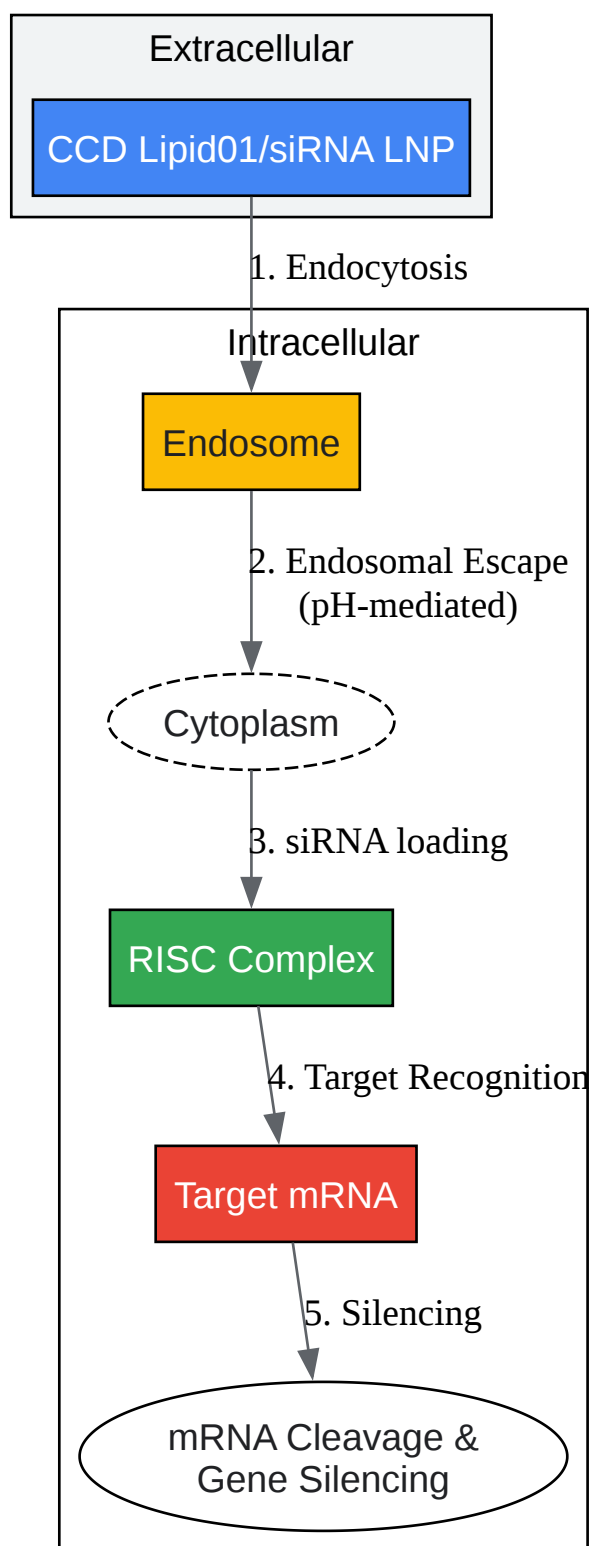 Extracellular
CCD Lipid01/siRNA LNP
1. Endocytosis
Intracellular
Endosome
2. Endosomal Escape
(pH-mediated)
Cytoplasm
3. siRNA loading
RISC Complex
4. Target Recognition
Target mRNA
5. Silencing
mRNA Cleavage &
Gene Silencing